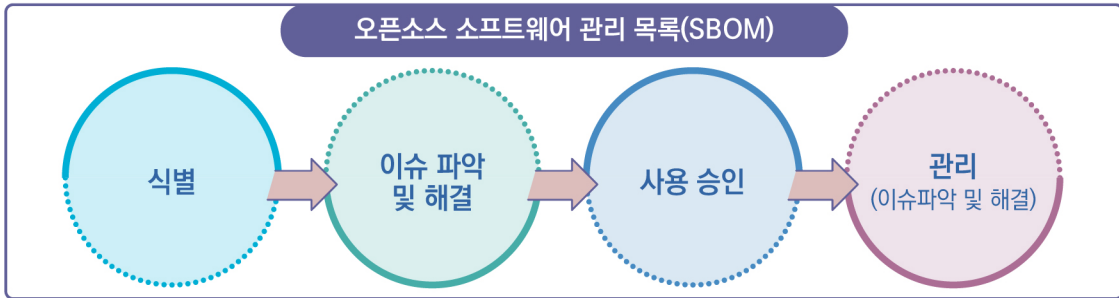 오픈소스 소프트웨어 관리 목록(SBOM)
식별
이슈 파악
및 해결
사용 승인
관리
(이슈파악 및 해결)